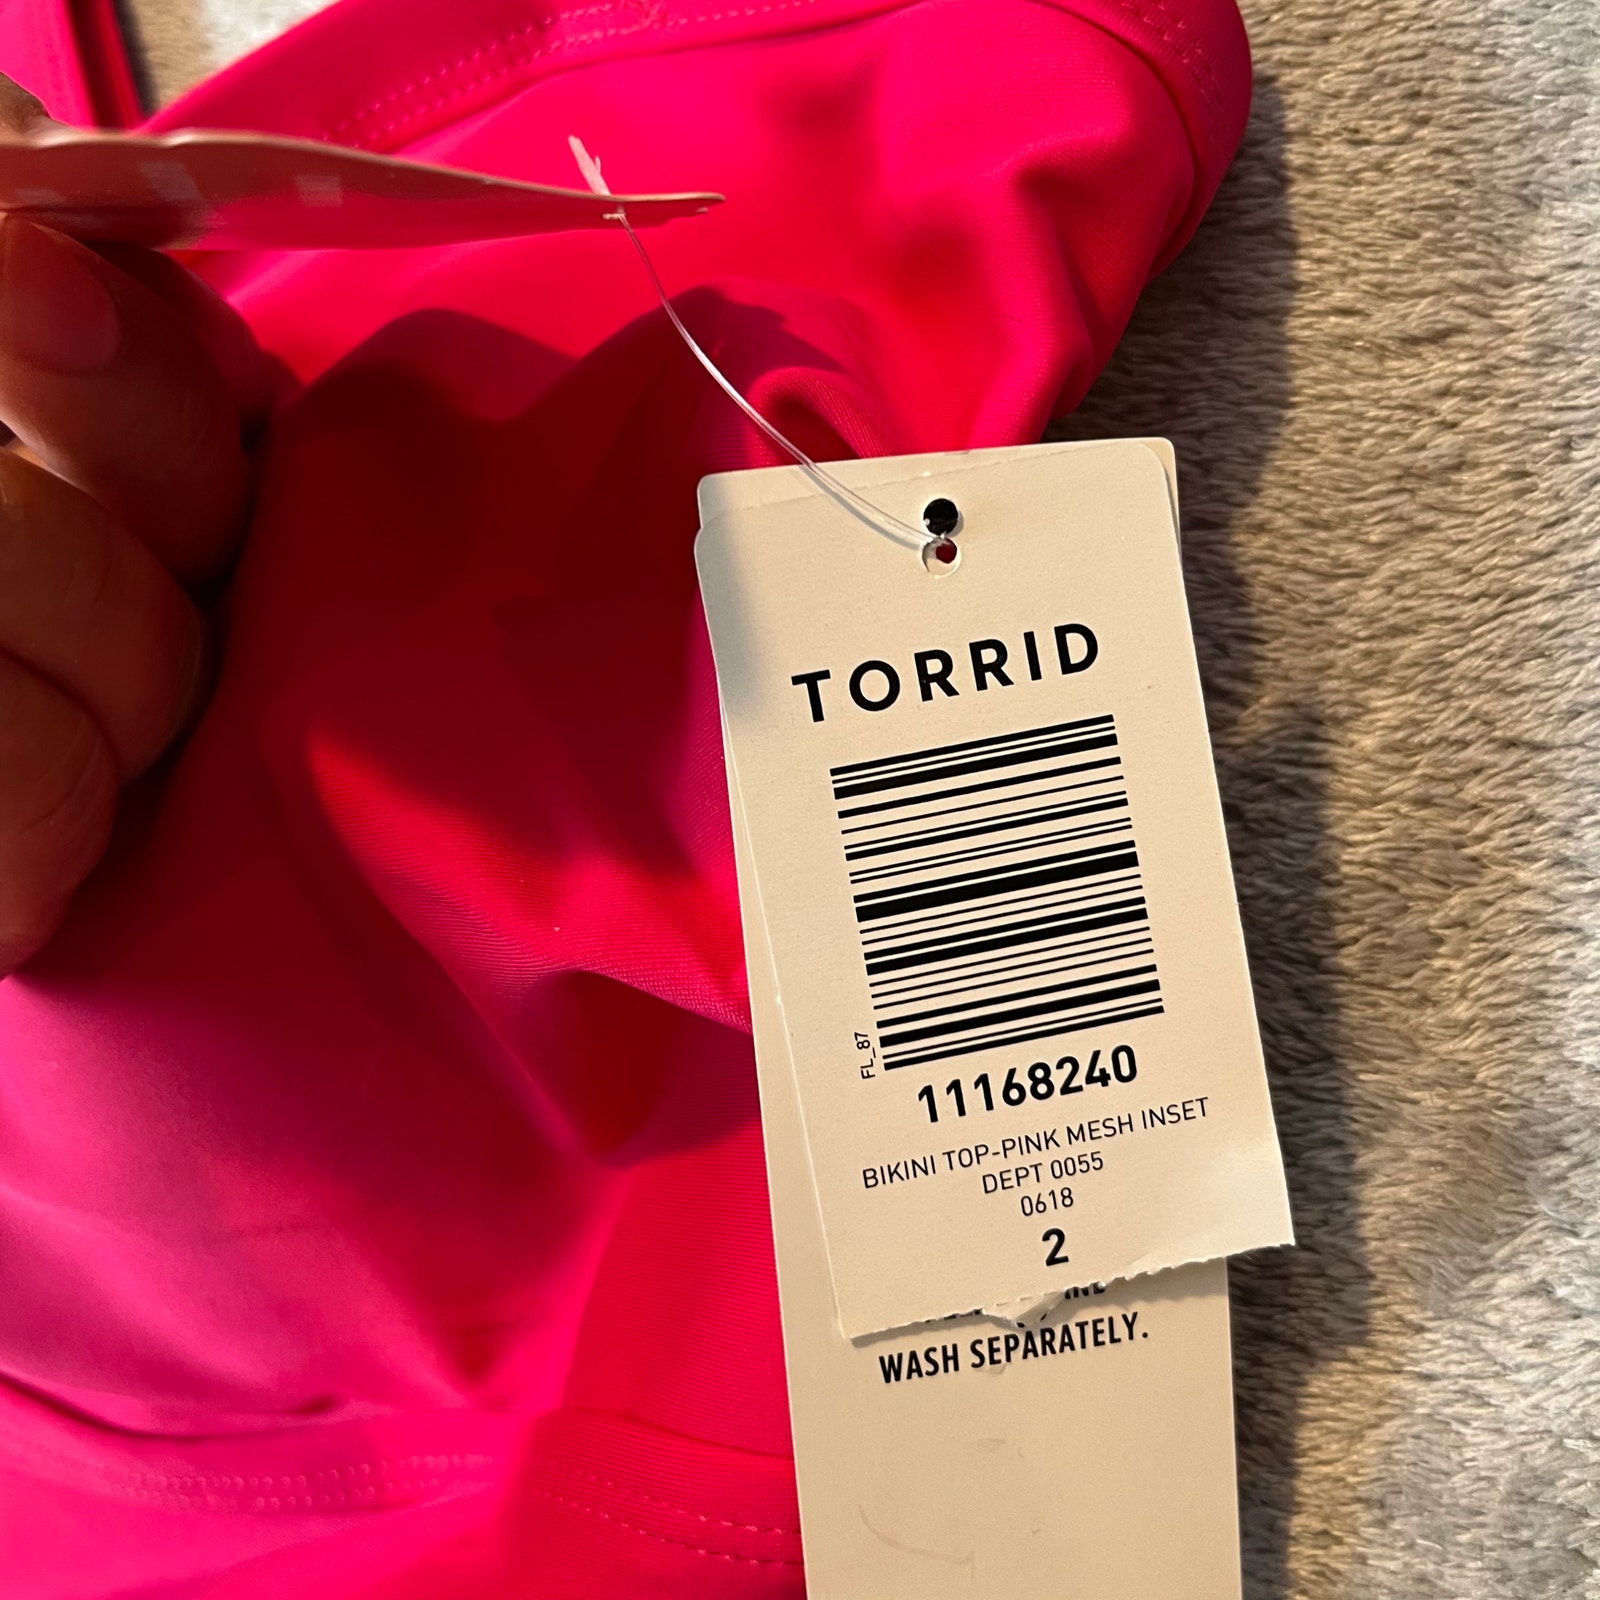 TORRID
FL_87
11168240
BIKINI TOP-PINK MESH INSET
DEPT 0055
0618
2
WASH SEPARATELY.